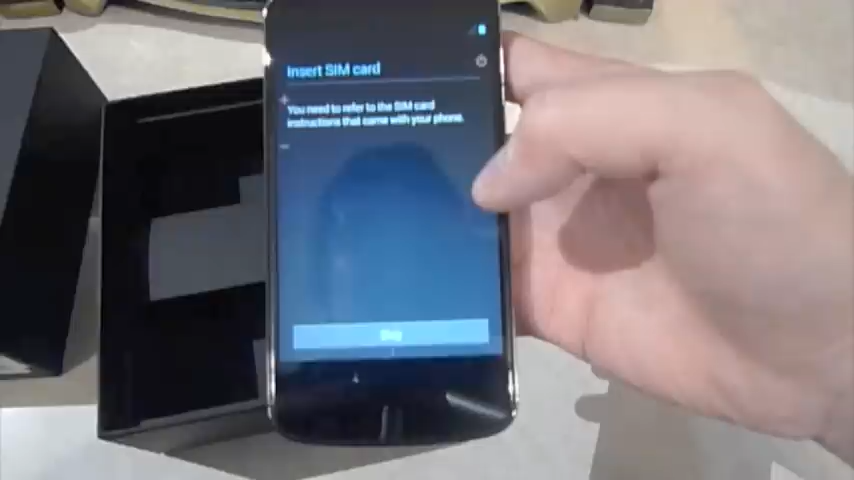 Insert SIM card
You need to refer to the SIM card
instructions that came with your phone.
Skip